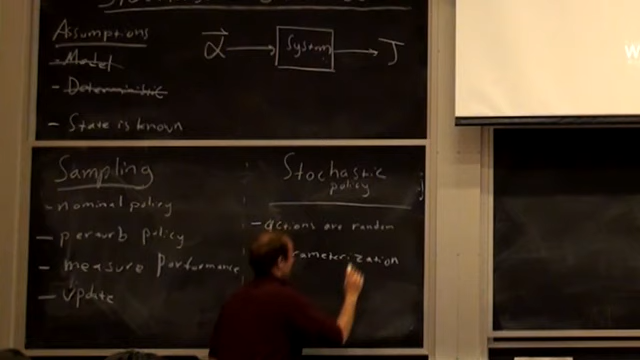 Assumptions
- Model
- Deterministic
- State is known
α → System → J
Sampling
- nominal policy
- perturb policy
- measure performance
- update
Stochastic
policy
- actions are random
rameterization
W